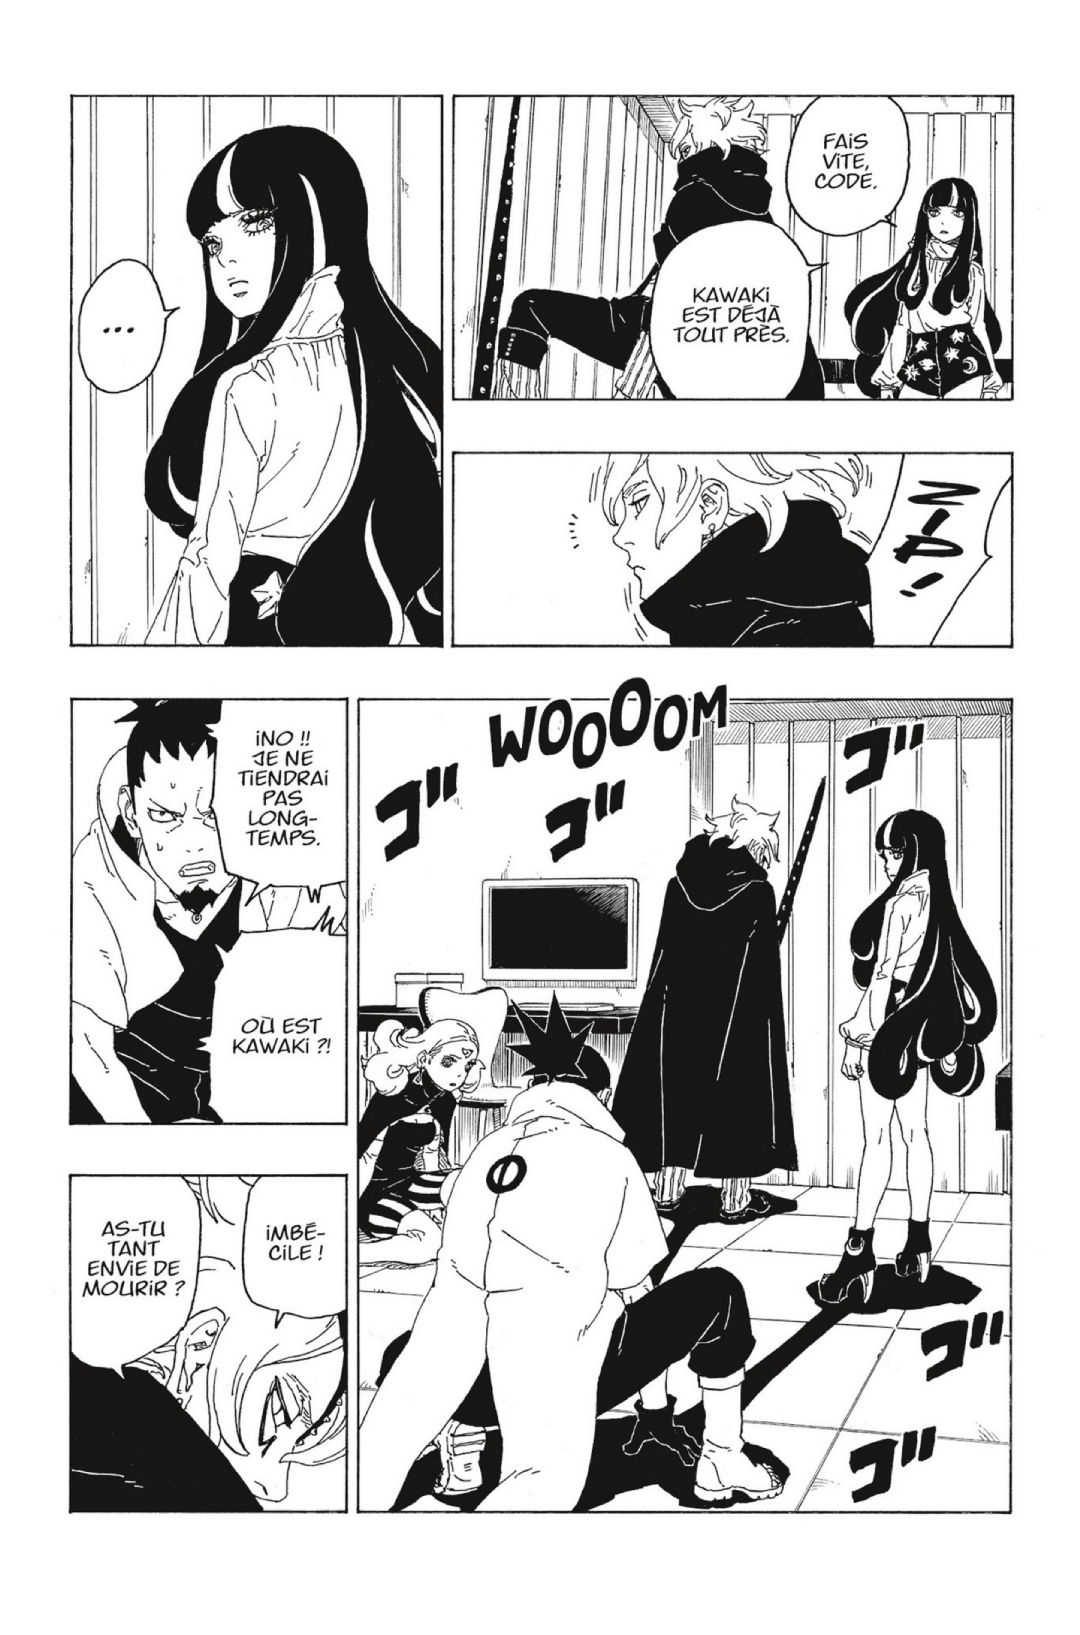 FAIS
VITE,
CODE.
KAWAKI
EST DÉJÀ
TOUT PRÈS.
...
ZIP!
WOOOOM
ゴ
ゴ
ゴ
INO !!
JE NE
TIENDRAI
PAS
LONG-
TEMPS.
OÙ EST
KAWAKI ?!
ゴ
ゴ
IMBÉ-
CILE !
AS-TU
TANT
ENVIE DE
MOURIR ?